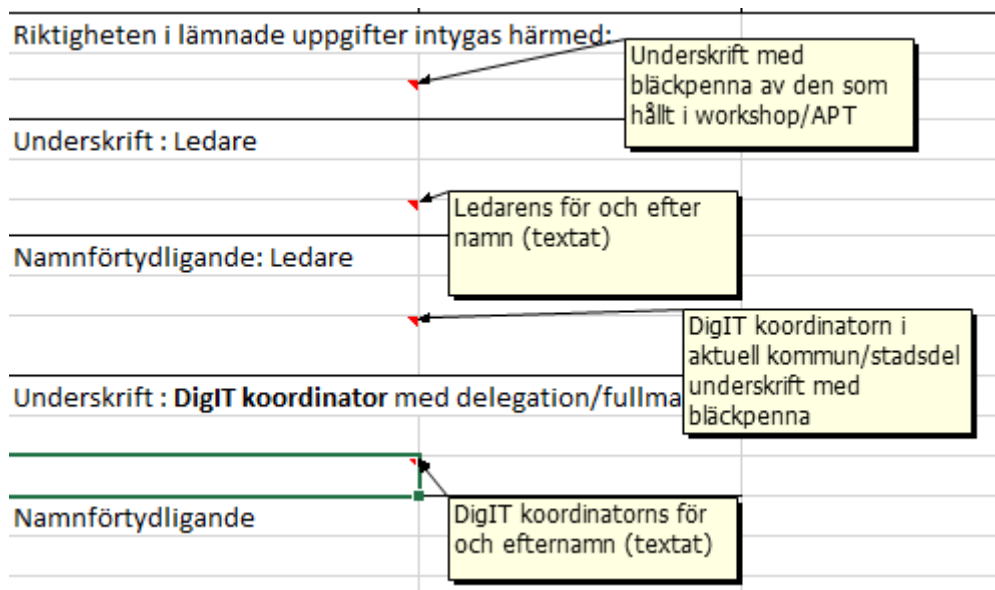 Riktigheten i lämnade uppgifter intygas härmed:
Underskrift med
bläckpenna av den som
hållt i workshop/APT
Underskrift : Ledare
Ledarens för och efter
namn (textat)
Namnförtydligande: Ledare
DigIT koordinatorn i
aktuell kommun/stadsdel
underskrift med
bläckpenna
Underskrift : DigIT koordinator med delegation/fullma
DigIT koordinatorns för
och efternamn (textat)
Namnförtydligande